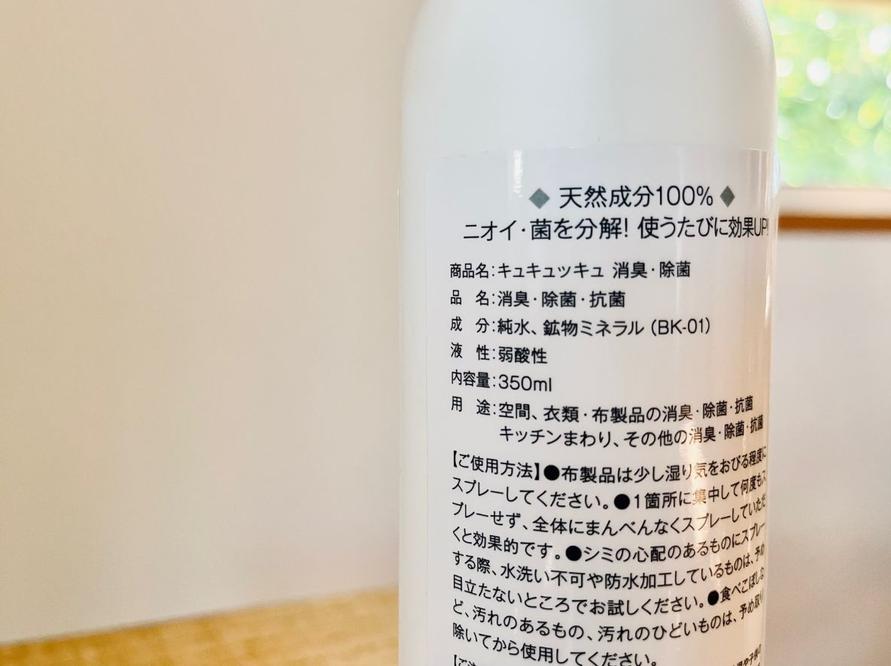 ◆ 天然成分100% ◆
ニオイ・菌を分解! 使うたびに効果UP!
商品名:キュキュッキュ 消臭・除菌
品 名:消臭・除菌・抗菌
成 分:純水、鉱物ミネラル (BK-01)
液 性:弱酸性
内容量:350ml
用 途:空間、衣類・布製品の消臭・除菌・抗菌
キッチンまわり、その他の消臭・除菌・抗菌
【ご使用方法】●布製品は少し湿り気をおびる程度に
スプレーしてください。●1箇所に集中して何度もス
プレーせず、全体にまんべんなくスプレーしていただ
くと効果的です。●シミの心配のあるものにスプレー
する際、水洗い不可や防水加工しているものは、予め
目立たないところでお試しください。●食べこぼしな
ど、汚れのあるもの、汚れのひどいものは、予め取り
除いてから使用してください。